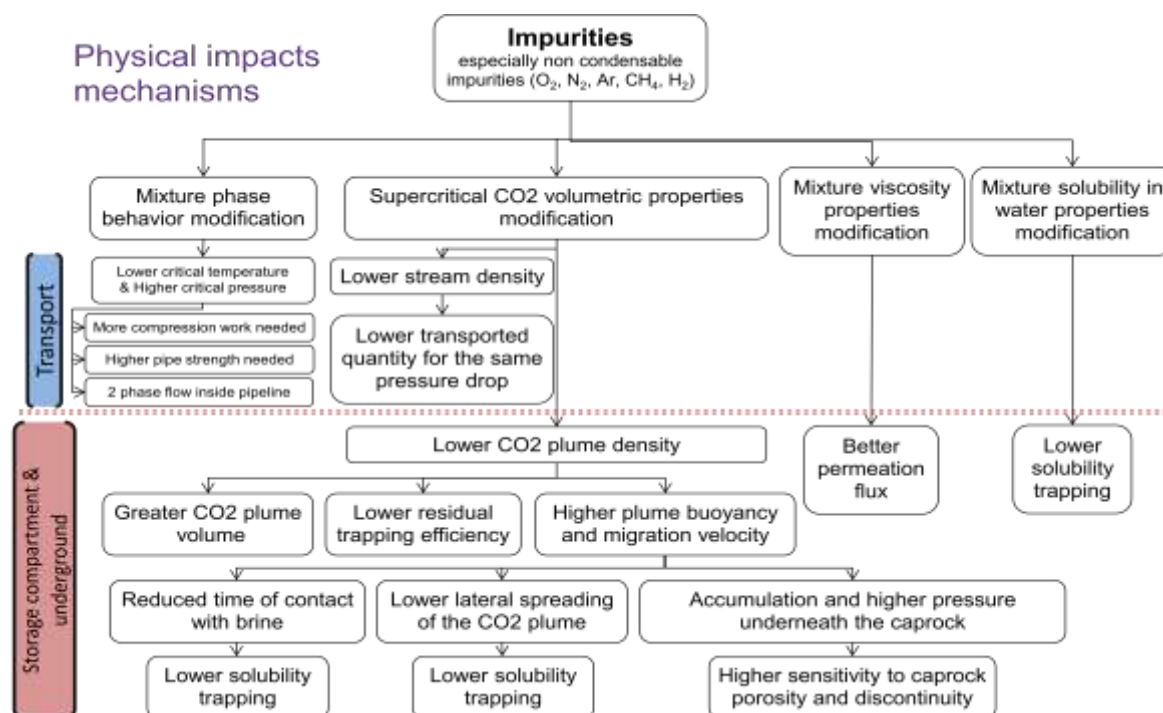 Physical impacts
mechanisms
Impurities
especially non condensable
impurities (O₂, N₂, Ar, CH₄, H₂)
Mixture phase
behavior modification
Supercritical CO2 volumetric properties
modification
Mixture viscosity
properties
modification
Mixture solubility in
water properties
modification
Transport
Lower critical temperature
& Higher critical pressure
More compression work needed
Higher pipe strength needed
2 phase flow inside pipeline
Lower stream density
Lower transported
quantity for the same
pressure drop
Storage compartment &
underground
Lower CO2 plume density
Better
permeation
flux
Lower
solubility
trapping
Greater CO2 plume
volume
Lower residual
trapping efficiency
Higher plume buoyancy
and migration velocity
Reduced time of contact
with brine
Lower lateral spreading
of the CO2 plume
Accumulation and higher pressure
underneath the caprock
Lower solubility
trapping
Lower solubility
trapping
Higher sensitivity to caprock
porosity and discontinuity